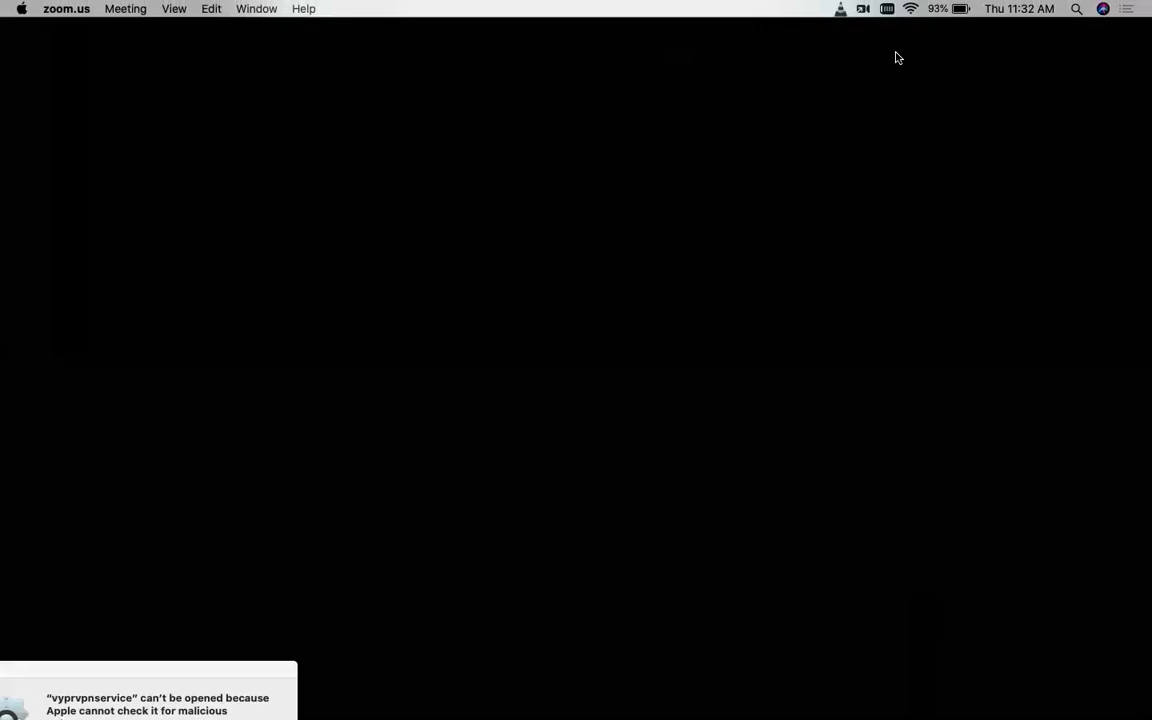 zoom.us Meeting View Edit Window Help 93% Thu 11:32 AM
“vyprvpnservice” can’t be opened because
Apple cannot check it for malicious